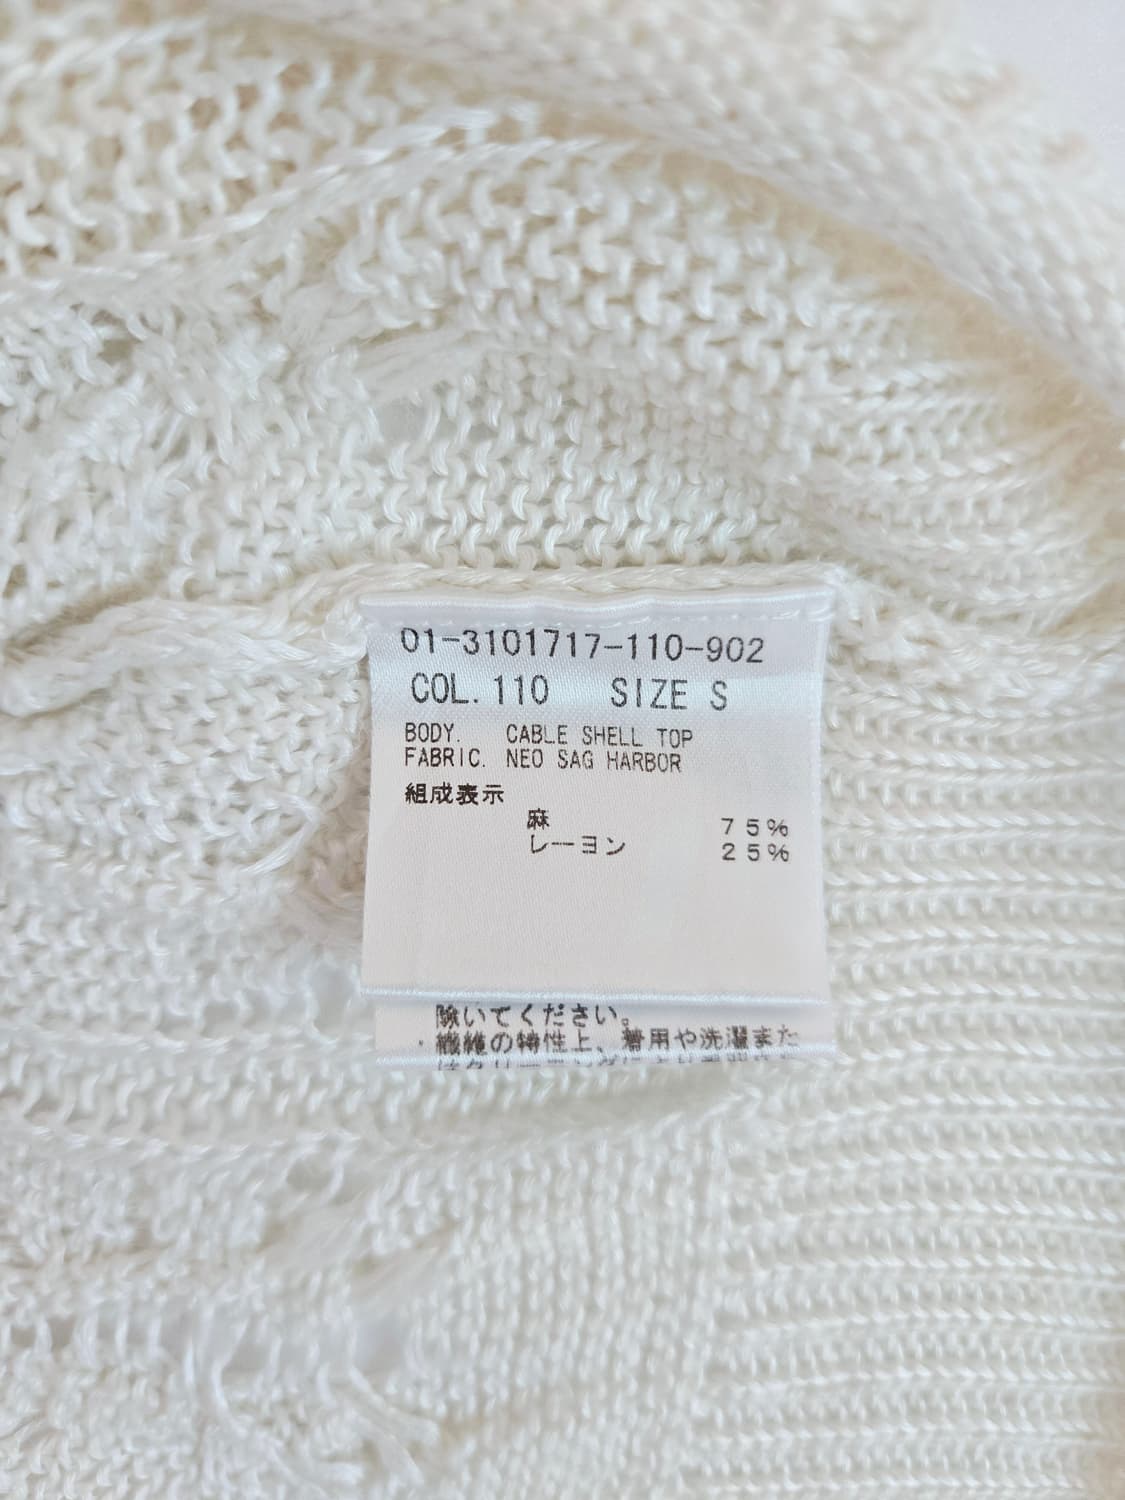 01-3101717-110-902
COL. 110 SIZE S
BODY. CABLE SHELL TOP
FABRIC. NEO SAG HARBOR
組成表示
麻 75%
レーヨン 25%
除いてください。
・繊維の特性上、着用や洗濯また